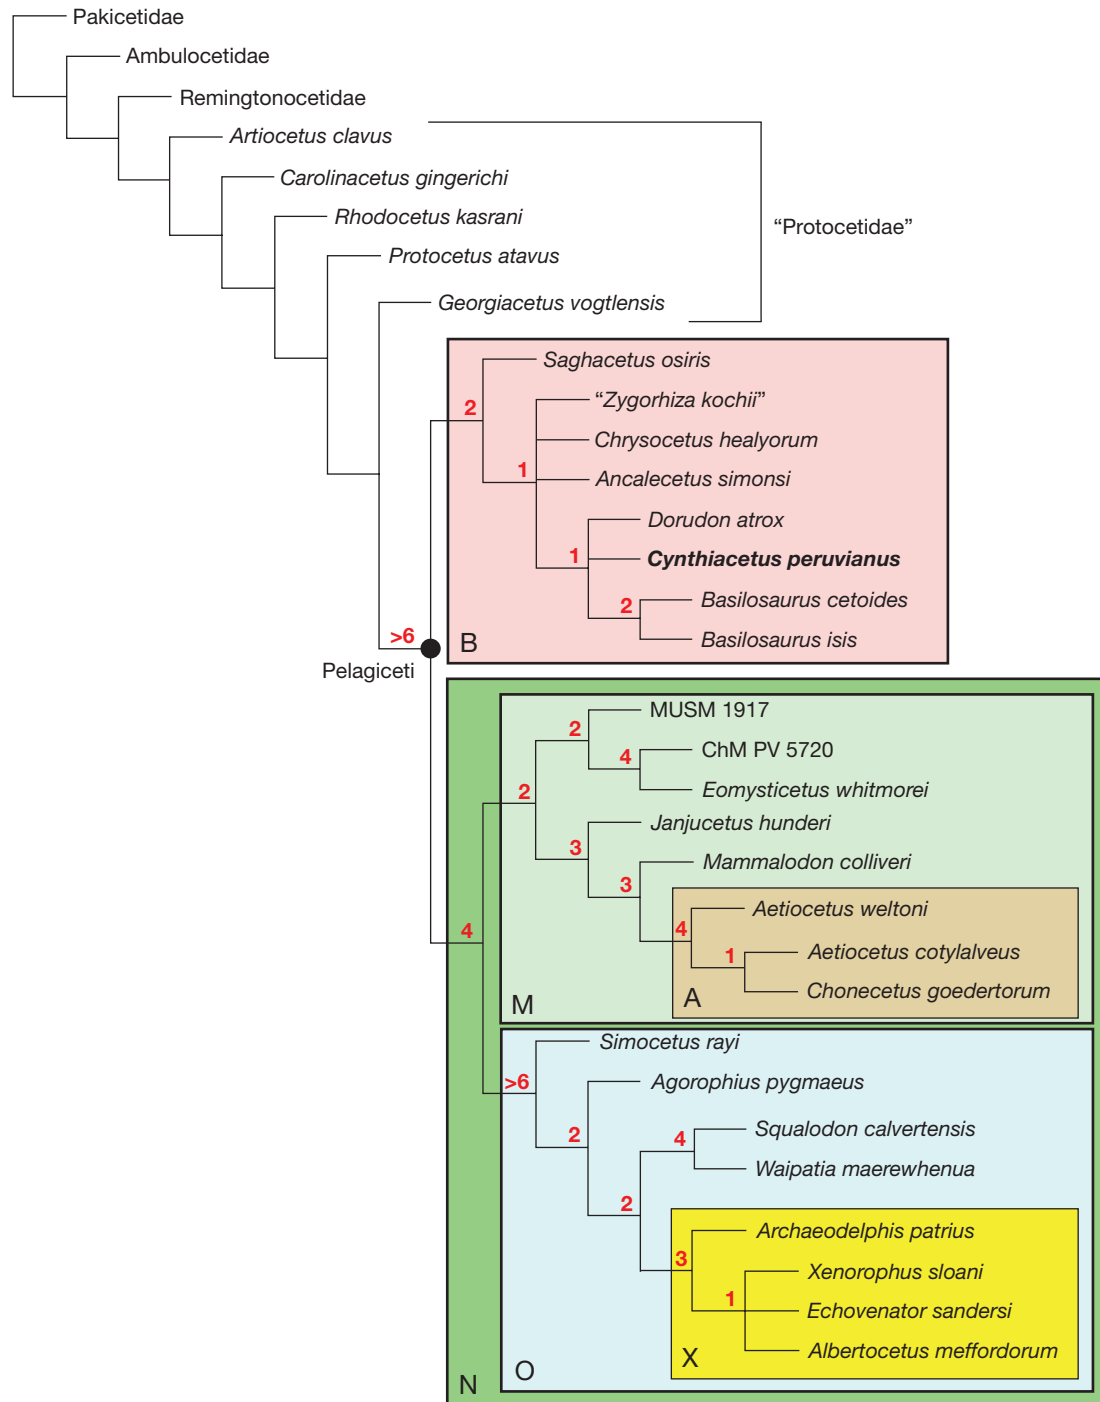 Pakicetidae
Ambulocetidae
Remingtonocetidae
Artiocetus clavus
Carolinacetus gingerichi
Rhodocetus kasrani
“Protocetidae”
Protocetus atavus
Georgiacetus vogtlensis
Saghacetus osiris
“Zygorhiza kochii”
2
Chrysocetus healyorum
1
Ancalecetus simonsi
Dorudon atrox
1
Cynthiacetus peruvianus
Basilosaurus cetoides
2
Basilosaurus isis
>6
B
Pelagiceti
MUSM 1917
2
ChM PV 5720
4
Eomysticetus whitmorei
2
Janjucetus hunderi
3
Mammalodon colliveri
3
Aetiocetus weltoni
4
4
Aetiocetus cotylalveus
1
Chonecetus goedertorum
A
M
Simocetus rayi
>6
Agorophius pygmaeus
Squalodon calvertensis
2
4
Waipatia maerewhenua
2
Archaeodelphis patrius
3
Xenorophus sloani
1
Echovenator sandersi
Albertocetus meffordorum
X
O
N